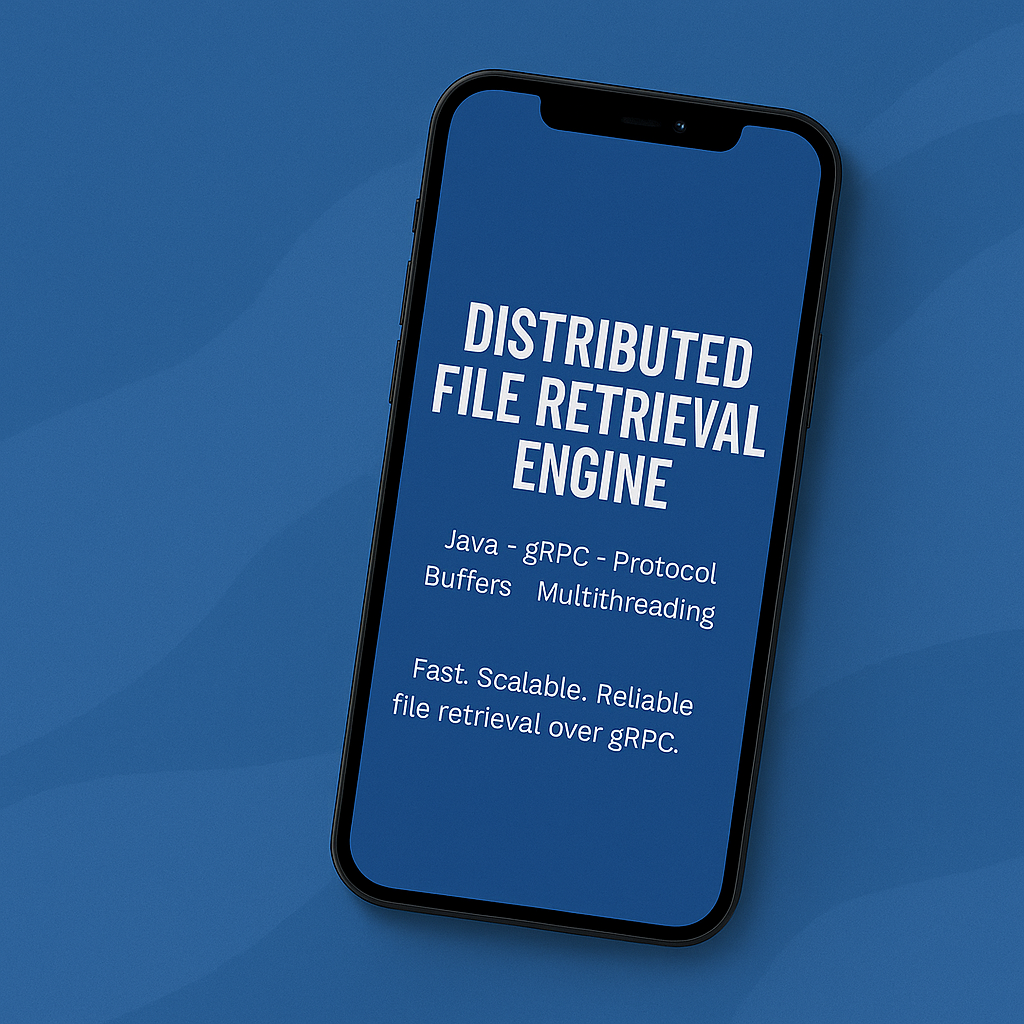 DISTRIBUTED
FILE RETRIEVAL
ENGINE
Java - gRPC - Protocol
Buffers Multithreading
Fast. Scalable. Reliable
file retrieval over gRPC.